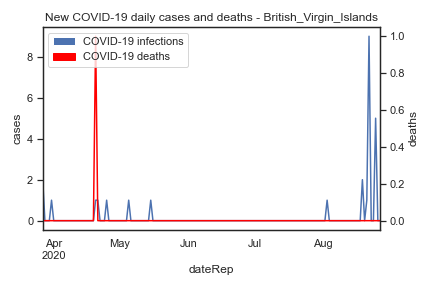 New COVID-19 daily cases and deaths - British_Virgin_Islands
COVID-19 infections
COVID-19 deaths
8
6
4
2
0
cases
1.0
0.8
0.6
0.4
0.2
0.0
deaths
Apr
2020
May
Jun
Jul
Aug
dateRep